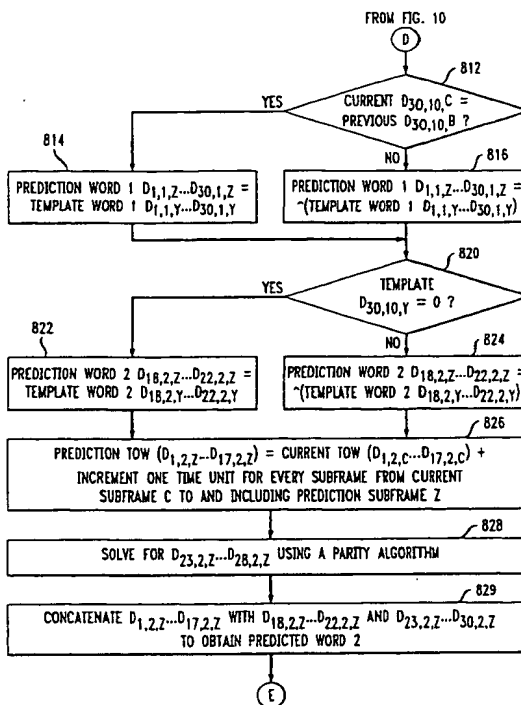 FROM FIG. 10
D
812
CURRENT D30,10,C =
PREVIOUS D30,10,B ?
YES
814
NO
816
PREDICTION WORD 1 D1,1,Z...D30,1,Z =
TEMPLATE WORD 1 D1,1,Y...D30,1,Y
PREDICTION WORD 1 D1,1,Z...D30,1,Z =
^(TEMPLATE WORD 1 D1,1,Y...D30,1,Y)
820
TEMPLATE
D30,10,Y = 0 ?
YES
822
NO
824
PREDICTION WORD 2 D18,2,Z...D22,2,Z =
TEMPLATE WORD 2 D18,2,Y...D22,2,Y
PREDICTION WORD 2 D18,2,Z...D22,2,Z =
^(TEMPLATE WORD 2 D18,2,Y...D22,2,Y)
826
PREDICTION TOW (D1,2,Z...D17,2,Z) = CURRENT TOW (D1,2,C...D17,2,C) +
INCREMENT ONE TIME UNIT FOR EVERY SUBFRAME FROM CURRENT
SUBFRAME C TO AND INCLUDING PREDICTION SUBFRAME Z
828
SOLVE FOR D23,2,Z...D28,2,Z USING A PARITY ALGORITHM
829
CONCATENATE D1,2,Z...D17,2,Z WITH D18,2,Z...D22,2,Z AND D23,2,Z...D30,2,Z
TO OBTAIN PREDICTED WORD 2
E